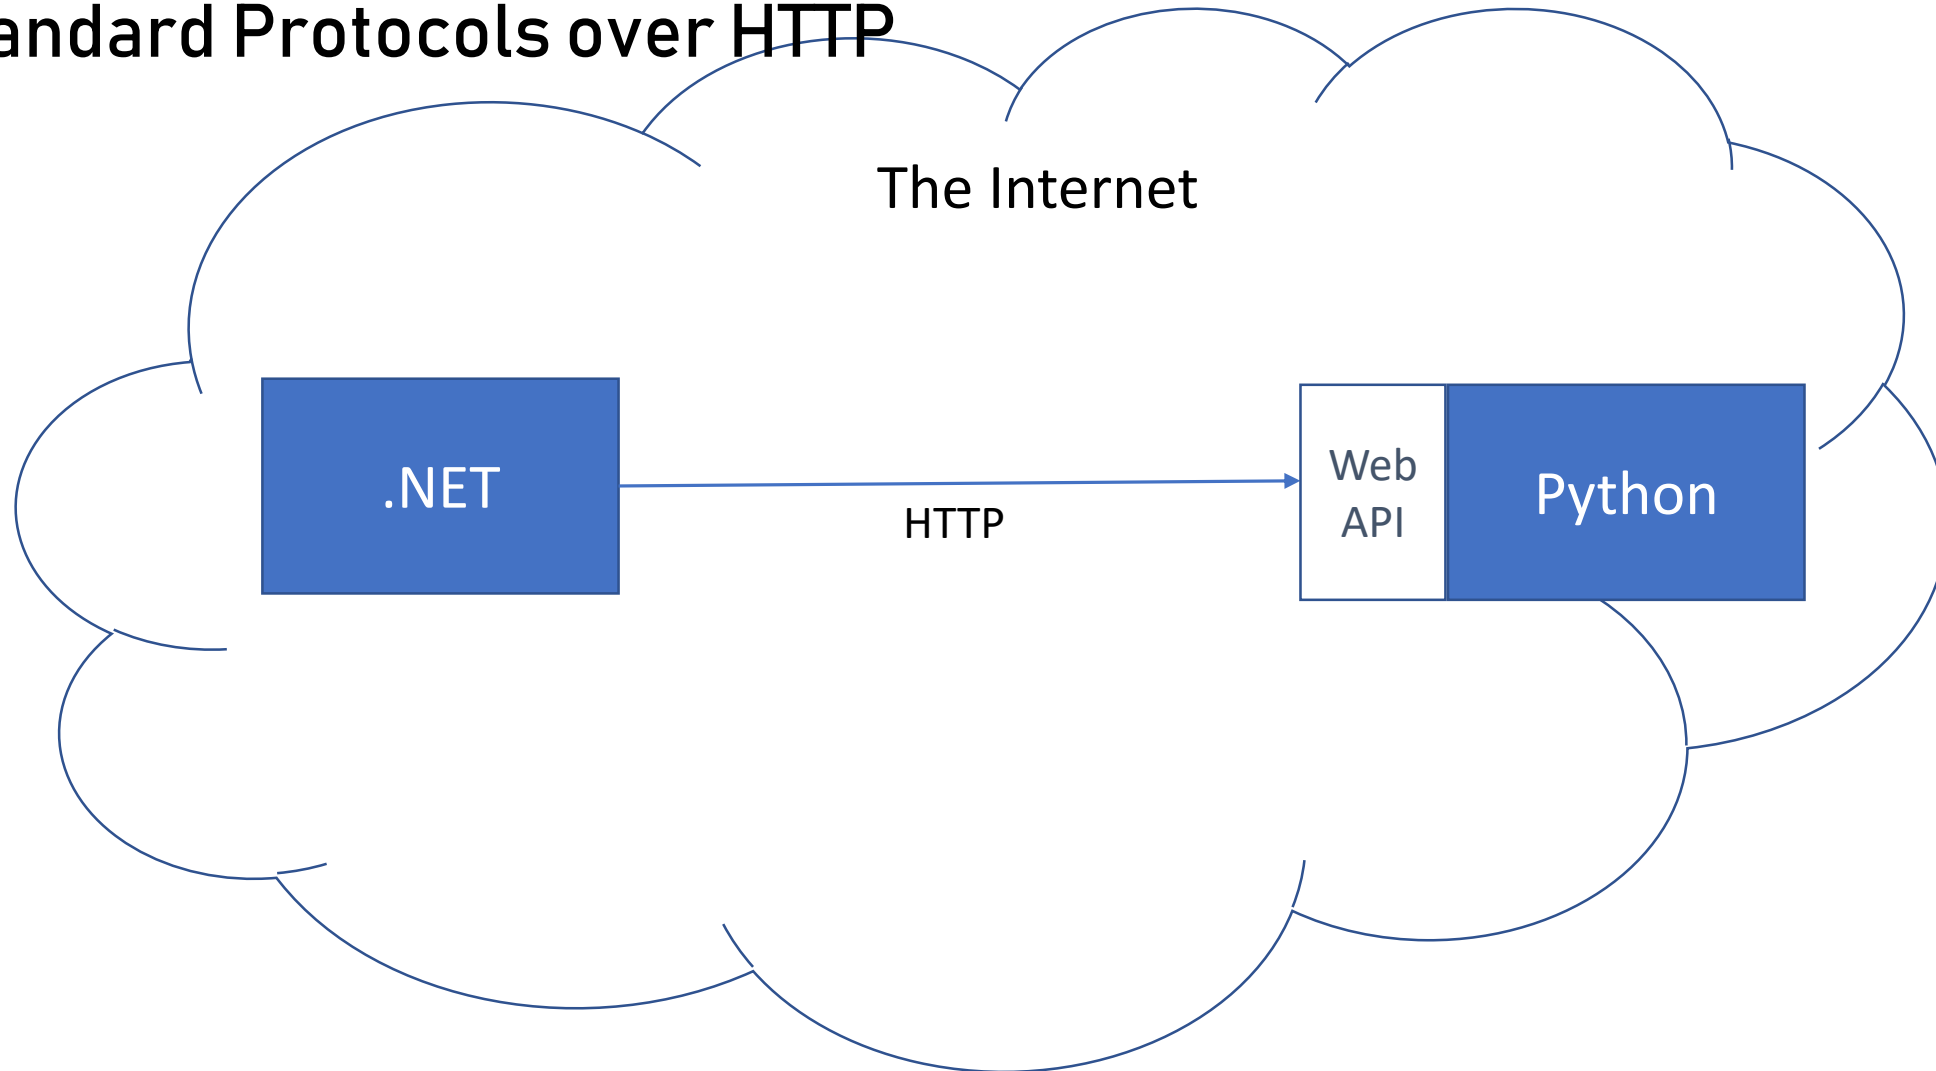 andard Protocols over HTTP
The Internet
.NET
HTTP
Web
API
Python